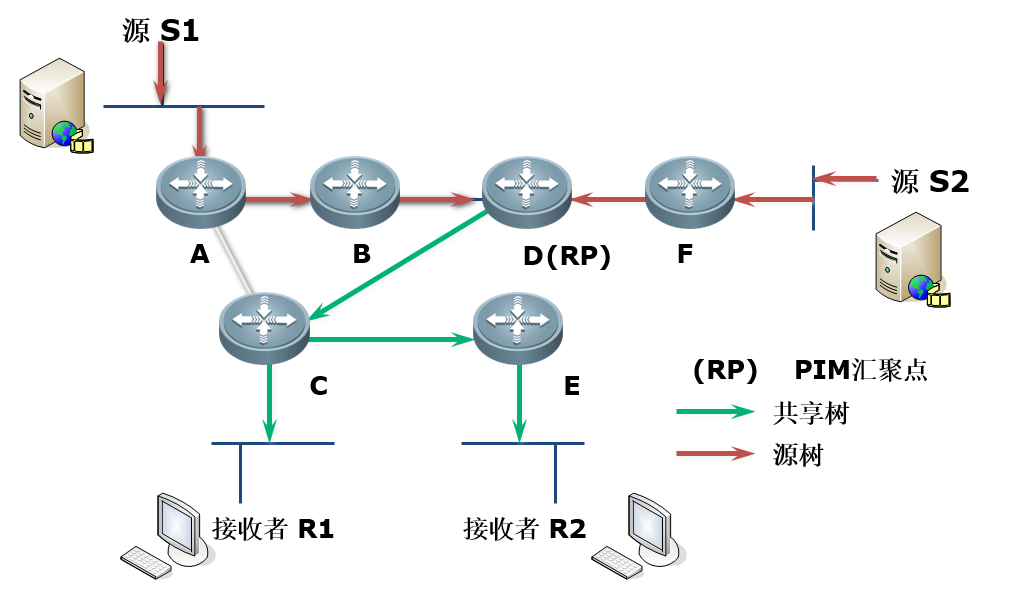 源 S1
源 S2
A
B
D(RP)
F
C
E
(RP) PIM汇聚点
共享树
源树
接收者 R1
接收者 R2